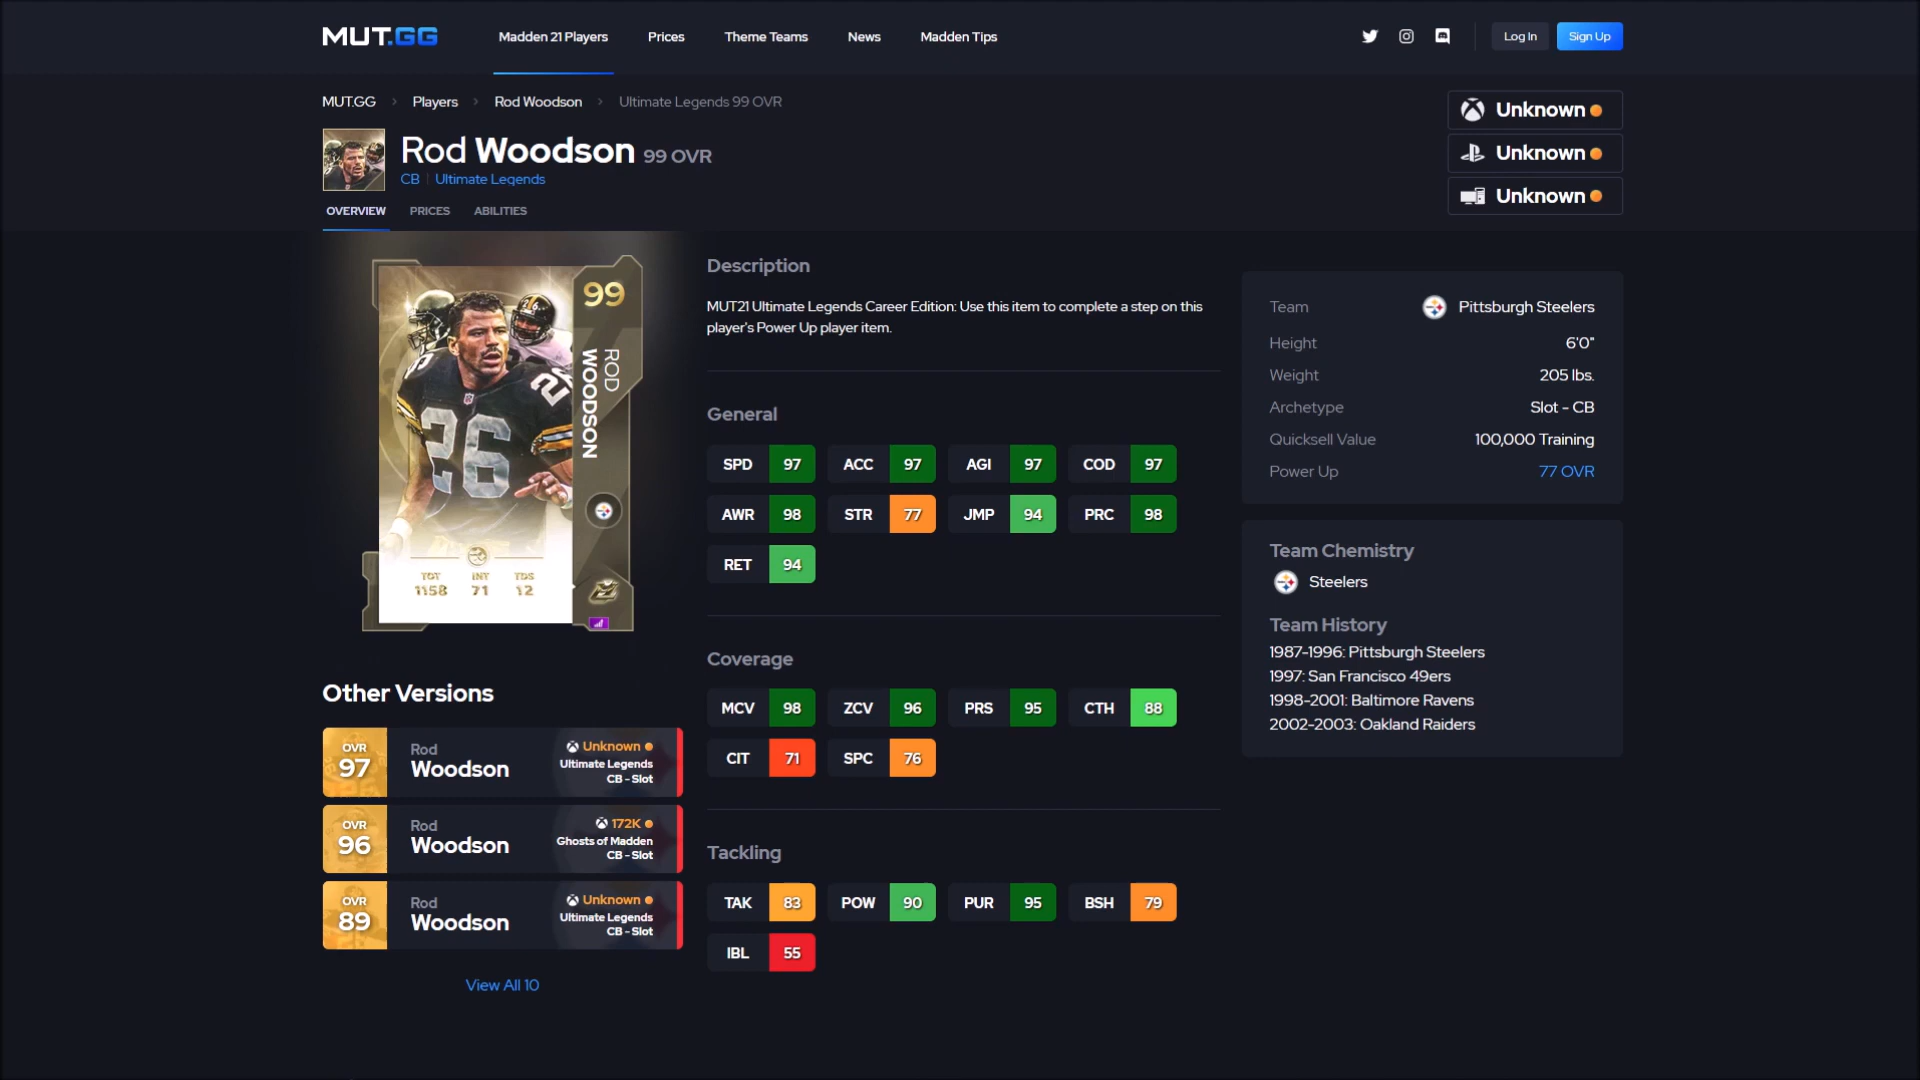 MUT.GG
Madden 21 Players
Prices
Theme Teams
News
Madden Tips
Log In
Sign Up
MUT.GG > Players > Rod Woodson > Ultimate Legends 99 OVR
Rod Woodson 99 OVR
CB | Ultimate Legends
OVERVIEW
PRICES
ABILITIES
Unknown
Unknown
Unknown
99
ROD
WOODSON
26
TOT INT TDS
1158 71 12
Other Versions
OVR
97
Rod
Woodson
Unknown
Ultimate Legends
CB - Slot
OVR
96
Rod
Woodson
172K
Ghosts of Madden
CB - Slot
OVR
89
Rod
Woodson
Unknown
Ultimate Legends
CB - Slot
View All 10
Description
MUT21 Ultimate Legends Career Edition: Use this item to complete a step on this
player's Power Up player item.
General
SPD 97 ACC 97 AGI 97 COD 97
AWR 98 STR 77 JMP 94 PRC 98
RET 94
Coverage
MCV 98 ZCV 96 PRS 95 CTH 88
CIT 71 SPC 76
Tackling
TAK 83 POW 90 PUR 95 BSH 79
IBL 55
Team Pittsburgh Steelers
Height 6'0"
Weight 205 lbs.
Archetype Slot - CB
Quicksell Value 100,000 Training
Power Up 77 OVR
Team Chemistry
Steelers
Team History
1987-1996: Pittsburgh Steelers
1997: San Francisco 49ers
1998-2001: Baltimore Ravens
2002-2003: Oakland Raiders